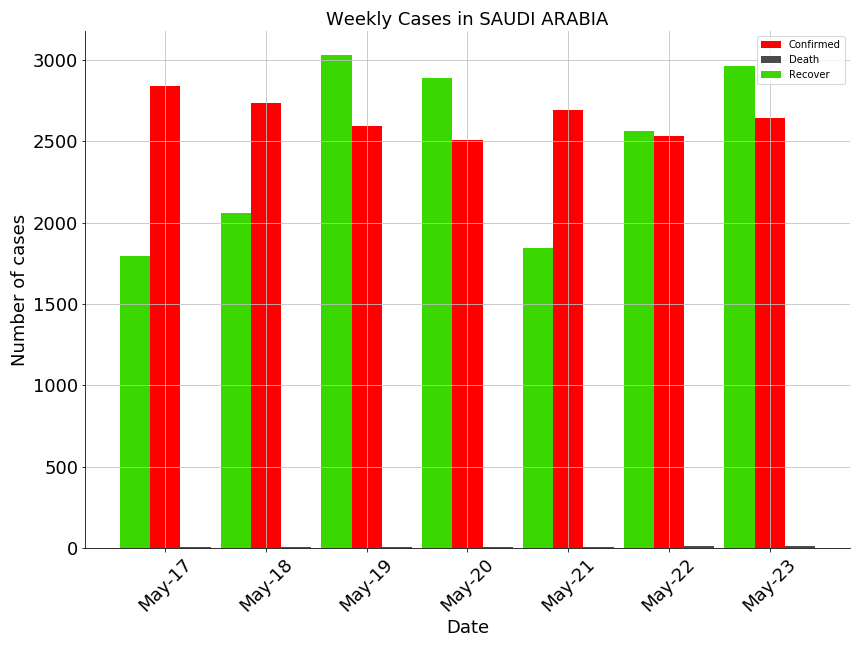 Weekly Cases in SAUDI ARABIA
Confirmed
Death
Recover
Number of cases
3000
2500
2000
1500
1000
500
0
May-17
May-18
May-19
May-20
May-21
May-22
May-23
Date